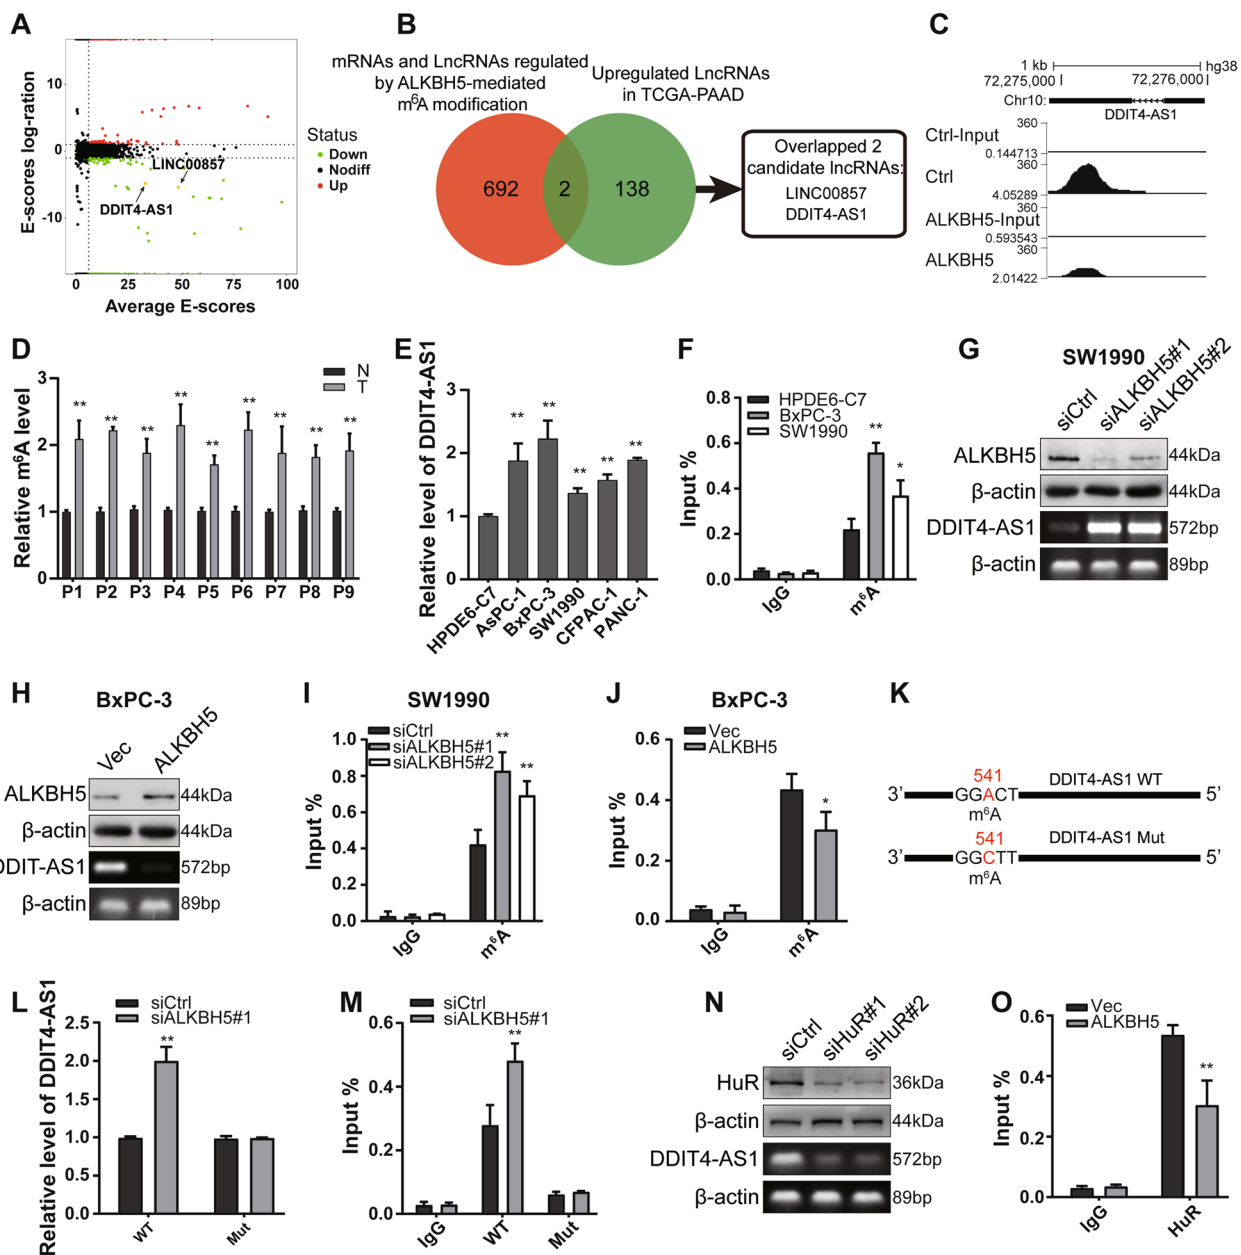 A
E-scores log-ration
10
0
-10
LINC00857
DDIT4-AS1
0
25
50
75
100
Average E-scores
Status
Down
Nodiff
Up
B
mRNAs and LncRNAs regulated
by ALKBH5-mediated
m⁶A modification
Upregulated LncRNAs
in TCGA-PAAD
692
2
138
Overlapped 2
candidate lncRNAs:
LINC00857
DDIT4-AS1
C
1 kb
hg38
72,275,000
72,276,000
Chr10:
DDIT4-AS1
360
Ctrl-Input
0.144713
360
Ctrl
4.05289
360
ALKBH5-Input
0.593543
360
ALKBH5
2.01422
D
Relative m⁶A level
3
2
1
0
N
T
** ** ** ** ** ** ** ** **
P1 P2 P3 P4 P5 P6 P7 P8 P9
E
Relative level of DDIT4-AS1
3
2
1
0
** ** ** ** **
HPDE6-C7
AsPC-1
BxPC-3
SW1990
CFPAC-1
PANC-1
F
Input %
0.8
0.6
0.4
0.2
0.0
HPDE6-C7
BxPC-3
SW1990
**
*
IgG
m⁶A
G
SW1990
siCtrl
siALKBH5#1
siALKBH5#2
ALKBH5 44kDa
β-actin 44kDa
DDIT4-AS1 572bp
β-actin 89bp
H
BxPC-3
Vec
ALKBH5
ALKBH5 44kDa
β-actin 44kDa
DDIT-AS1 572bp
β-actin 89bp
I
SW1990
siCtrl
siALKBH5#1
siALKBH5#2
Input %
1.0
0.8
0.6
0.4
0.2
0.0
**
**
IgG
m⁶A
J
BxPC-3
Vec
ALKBH5
Input %
0.6
0.4
0.2
0.0
*
IgG
m⁶A
K
541
DDIT4-AS1 WT
3’ GGACT 5’
m⁶A
541
DDIT4-AS1 Mut
3’ GGCTT 5’
m⁶A
L
Relative level of DDIT4-AS1
siCtrl
siALKBH5#1
2.5
2.0
1.5
1.0
0.5
0.0
**
WT
Mut
M
siCtrl
siALKBH5#1
Input %
0.6
0.4
0.2
0.0
**
IgG
WT
Mut
N
siCtrl
siHuR#1
siHuR#2
HuR 36kDa
β-actin 44kDa
DDIT4-AS1 572bp
β-actin 89bp
O
Vec
ALKBH5
Input %
0.6
0.4
0.2
0.0
**
IgG
HuR